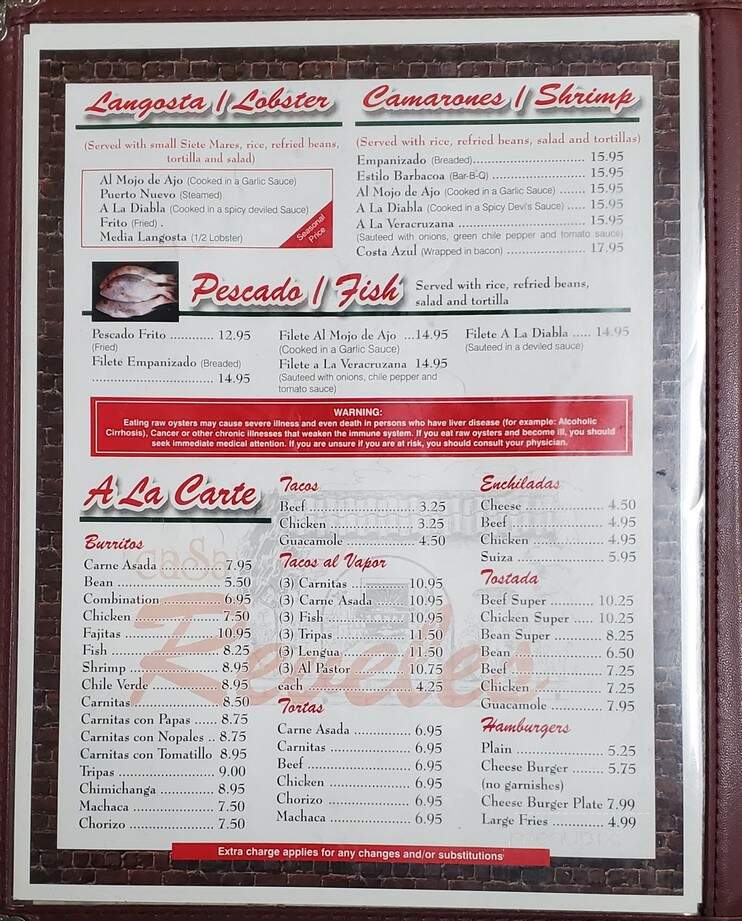 Langosta / Lobster
(Served with small Siete Mares, rice, refried beans,
tortilla and salad)
Al Mojo de Ajo (Cooked in a Garlic Sauce)
Puerto Nuevo (Steamed)
A La Diabla (Cooked in a spicy deviled Sauce)
Frito (Fried) .
Media Langosta (1/2 Lobster)
Seasonal
Price
Camarones / Shrimp
(Served with rice, refried beans, salad and tortillas)
Empanizado (Breaded)............................ 15.95
Estilo Barbacoa (Bar-B-Q) ........................ 15.95
Al Mojo de Ajo (Cooked in a Garlic Sauce) ...... 15.95
A La Diabla (Cooked in a Spicy Devi's Sauce) ..... 15.95
A La Veracruzana ................................ 15.95
(Sauteed with onions, green chile pepper and tomato sauce)
Costa Azul (Wrapped in bacon) ..................... 17.95
Pescado / Fish
Served with rice, refried beans,
salad and tortilla
Pescado Frito ............ 12.95
(Fried)
Filete Empanizado (Breaded)
................................. 14.95
Filete Al Mojo de Ajo ...14.95
(Cooked in a Garlic Sauce)
Filete a La Veracruzana 14.95
(Sauteed with onions, chile pepper and
tomato sauce)
Filete A La Diabla ..... 14.95
(Sauteed in a deviled sauce)
WARNING:
Eating raw oysters may cause severe illness and even death in persons who have liver disease (for example: Alcoholic
Cirrhosis), Cancer or other chronic illnesses that weaken the immune system. If you eat raw oysters and become ill, you should
seek immediate medical attention. If you are unsure if you are at risk, you should consult your physician.
A La Carte
Burritos
Carne Asada ................ 7.95
Bean ............................ 5.50
Combination ................ 6.95
Chicken ........................ 7.50
Fajitas .......................... 10.95
Fish .............................. 8.25
Shrimp ......................... 8.95
Chile Verde .................. 8.95
Carnitas ....................... 8.50
Carnitas con Papas ...... 8.75
Carnitas con Nopales .. 8.75
Carnitas con Tomatillo 8.95
Tripas .......................... 9.00
Chimichanga ............... 8.95
Machaca ...................... 7.50
Chorizo ....................... 7.50
Tacos
Beef .............................. 3.25
Chicken ........................ 3.25
Guacamole ................... 4.50
Tacos al Vapor
(3) Carnitas .............. 10.95
(3) Carne Asada ........ 10.95
(3) Fish ..................... 10.95
(3) Tripas .................. 11.50
(3) Lengua ................. 11.50
(3) Al Pastor ............. 10.75
each ............................. 4.25
Tortas
Carne Asada ............... 6.95
Carnitas ...................... 6.95
Beef ............................. 6.95
Chicken ....................... 6.95
Chorizo ....................... 6.95
Machaca ...................... 6.95
Enchiladas
Cheese ....................... 4.50
Beef ........................... 4.95
Chicken ..................... 4.95
Suiza .......................... 5.95
Tostada
Beef Super ............... 10.25
Chicken Super ......... 10.25
Bean Super ............... 8.25
Bean .......................... 6.50
Beef ........................... 7.25
Chicken ..................... 7.25
Guacamole ................ 7.95
Hamburgers
Plain .......................... 5.25
Cheese Burger .......... 5.75
(no garnishes)
Cheese Burger Plate 7.99
Large Fries ................ 4.99
casa
Reveles
Extra charge applies for any changes and/or substitutions